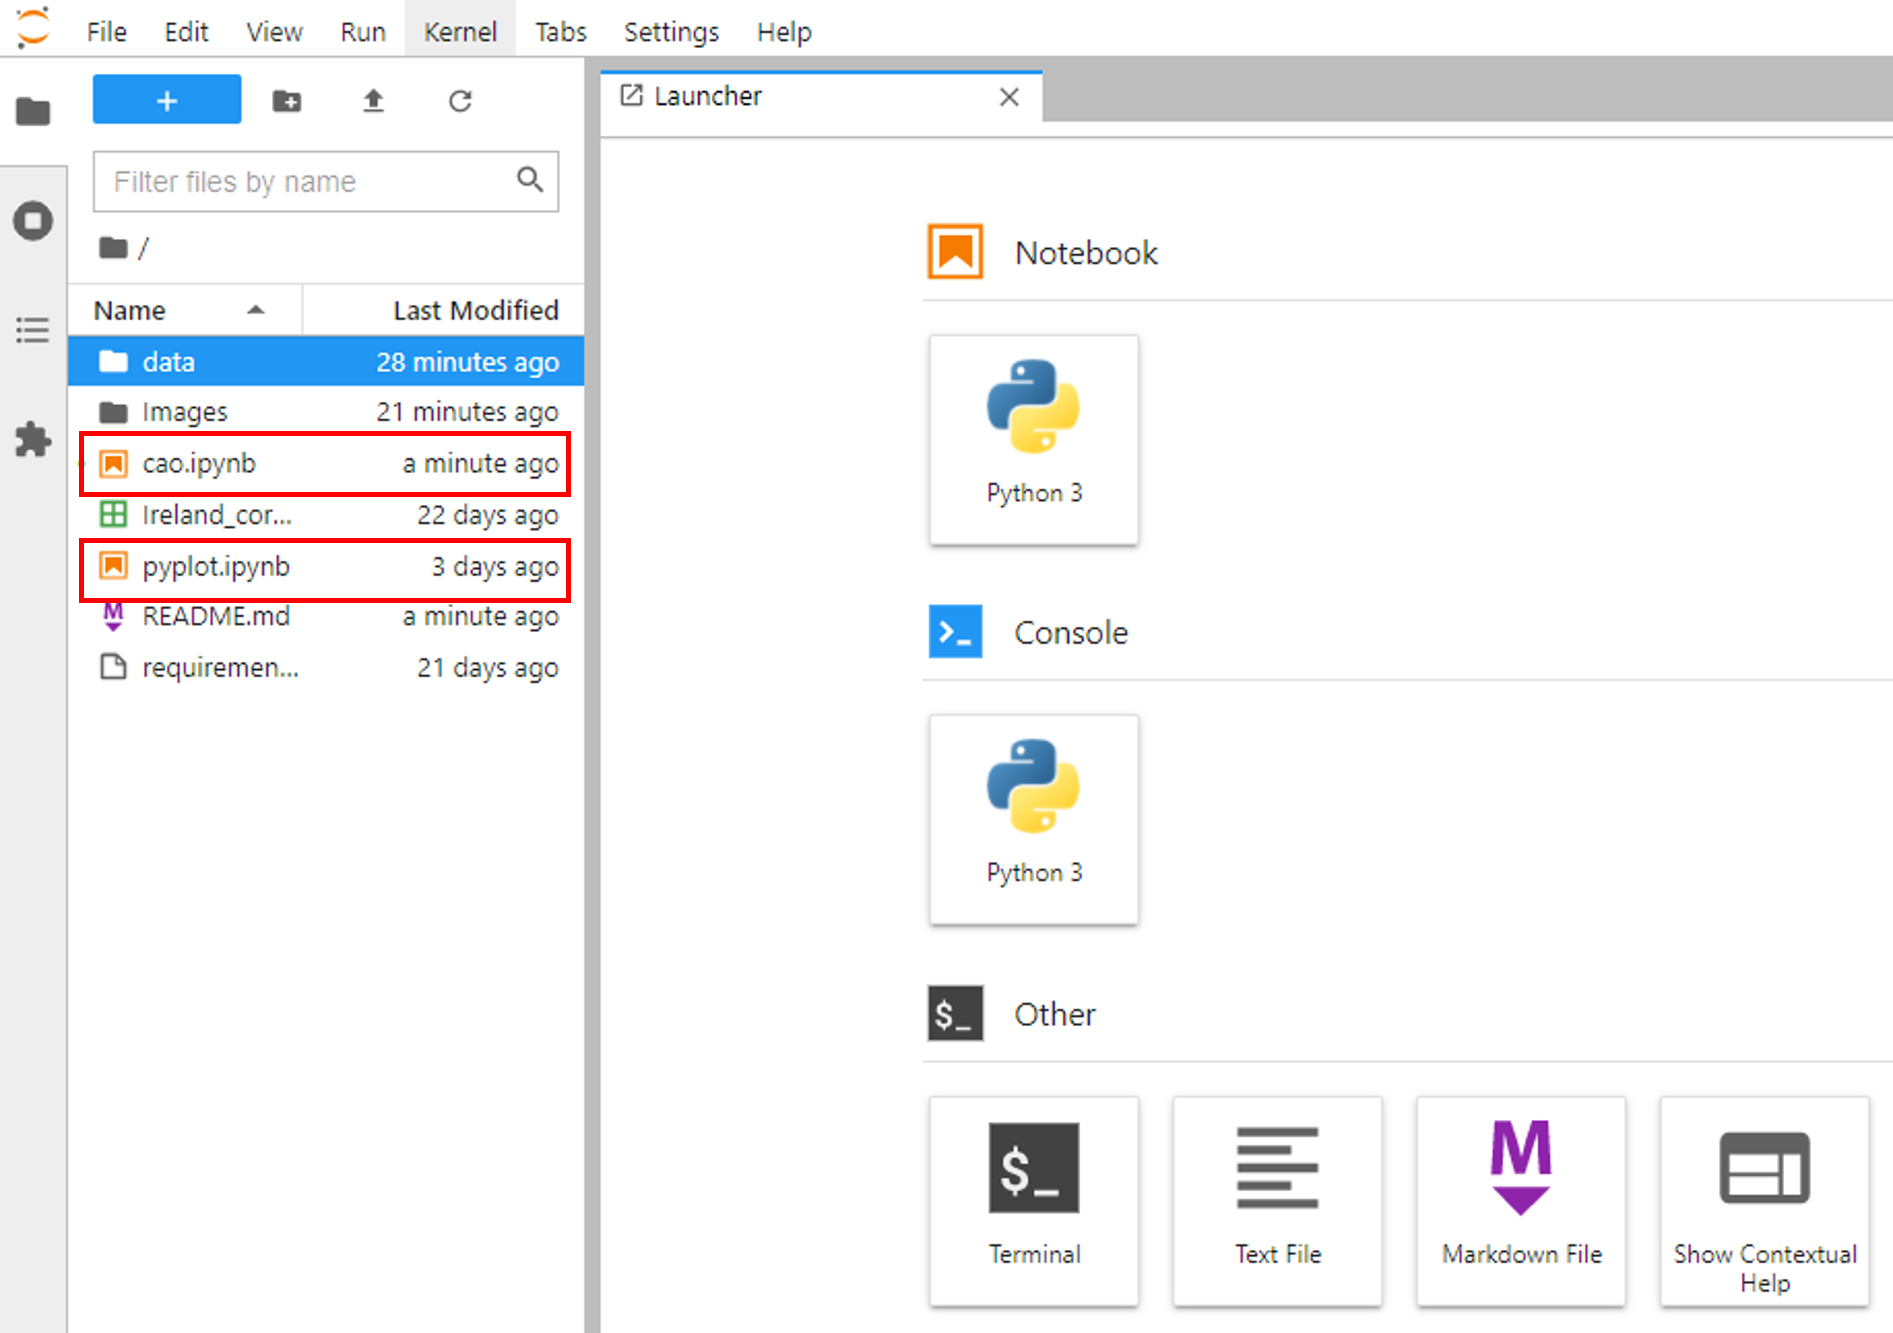 File Edit View Run Kernel Tabs Settings Help
+
Launcher
Filter files by name
/
Name Last Modified
data 28 minutes ago
Images 21 minutes ago
cao.ipynb a minute ago
Ireland_cor... 22 days ago
pyplot.ipynb 3 days ago
M README.md a minute ago
requiremen... 21 days ago
Notebook
Python 3
>_ Console
Python 3
$_ Other
$_
M
Terminal
Text File
Markdown File
Show Contextual
Help